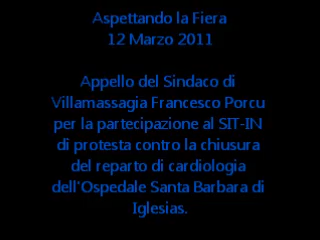 Aspettando la Fiera
12 Marzo 2011
Appello del Sindaco di
Villamassagia Francesco Porcu
per la partecipazione al SIT-IN
di protesta contro la chiusura
del reparto di cardiologia
dell'Ospedale Santa Barbara di
Iglesias.